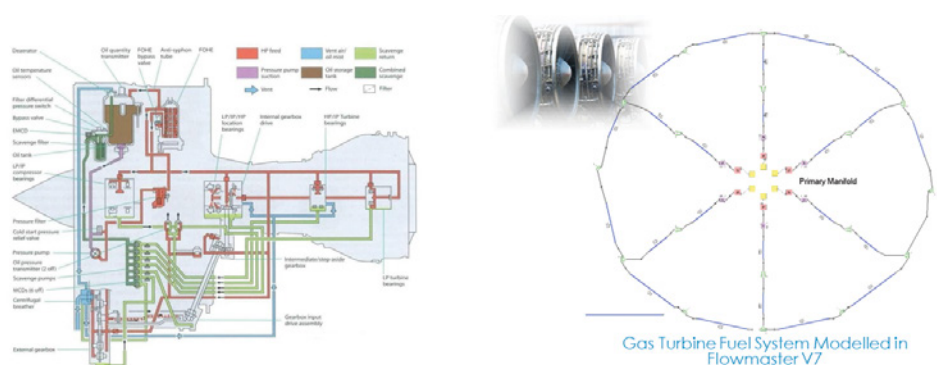 Deaerator
Oil quantity
transmitter
FOHE
bypass
valve
Anti-syphon
tube
FOHE
HP feed
Vent air/
oil mist
Scavenge
return
Pressure pump
suction
Oil storage
tank
Combined
scavenge
Vent
Flow
Filter
Oil temperature
sensors
Filter differential
pressure switch
Bypass valve
EMCD
Scavenge filter
Oil tank
LP/IP
compressor
bearings
LP/IP/HP
location
bearings
Internal gearbox
drive
HP/IP Turbine
bearings
Pressure filter
Cold start pressure
relief valve
Pressure pump
Oil pressure
transmitter (2 off)
Scavenge pumps
MCDs (6 off)
Centrifugal
breather
External gearbox
Intermediate/step aside
gearbox
LP turbine
bearings
Gearbox input
drive assembly
Primary Manifold
Gas Turbine Fuel System Modelled in
Flowmaster V7